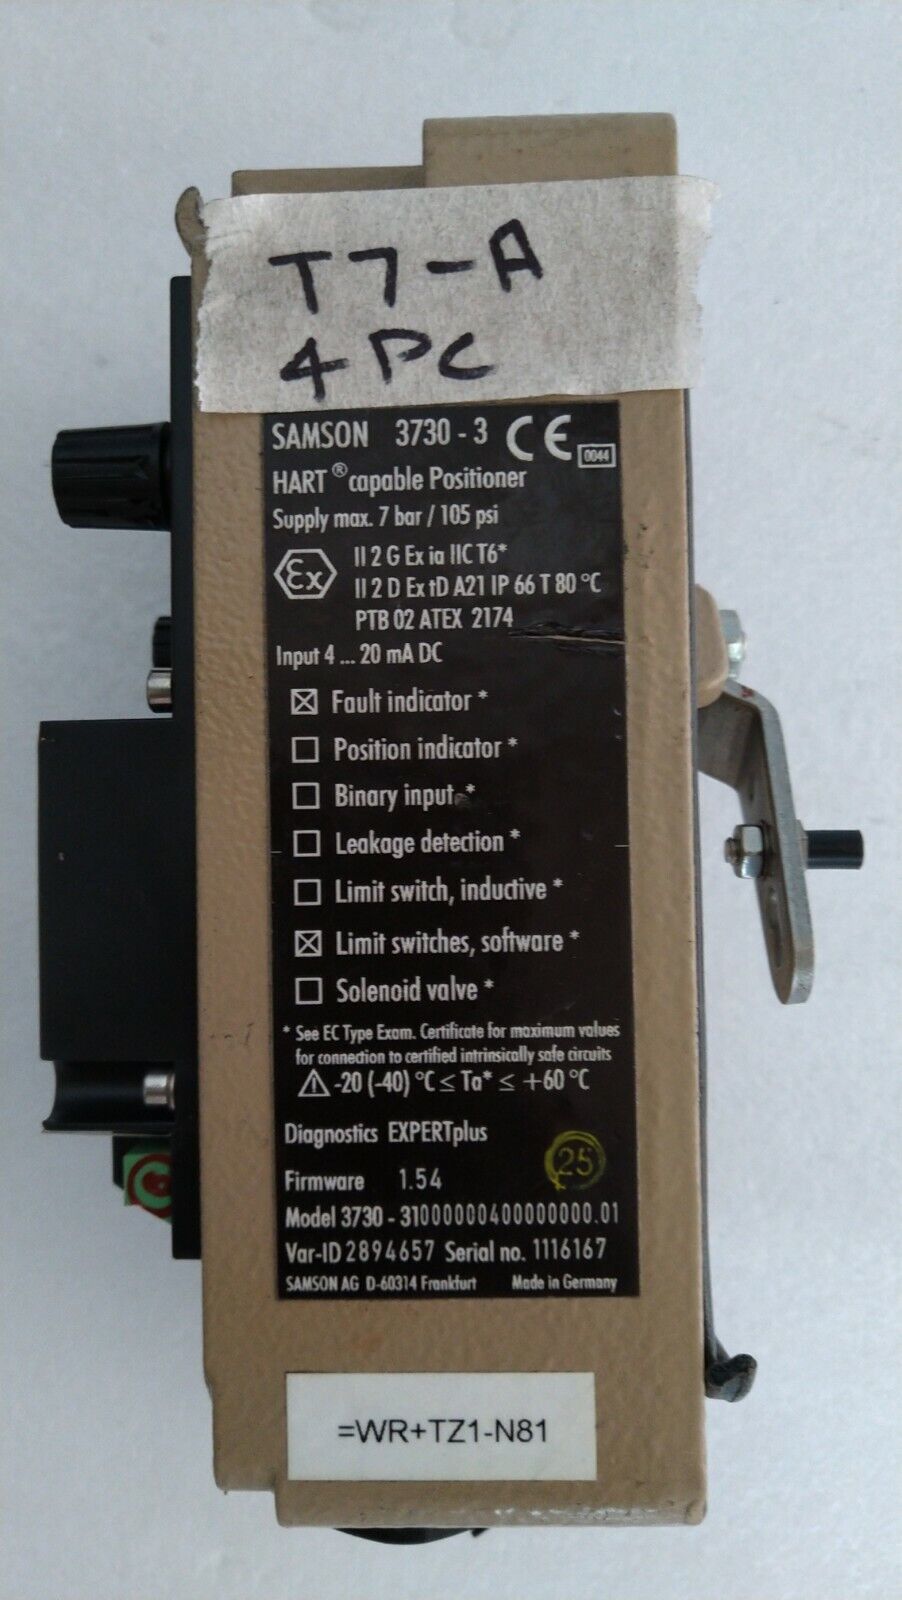 T7-A
4 PC
SAMSON 3730 - 3 CE 0044
HART® capable Positioner
Supply max. 7 bar / 105 psi
Ex II 2 G Ex ia IIC T6*
II 2 D Ex tD A21 IP 66 T 80 °C
PTB 02 ATEX 2174
Input 4 ... 20 mA DC
☒ Fault indicator *
☐ Position indicator *
☐ Binary input *
☐ Leakage detection *
☐ Limit switch, inductive *
☒ Limit switches, software *
☐ Solenoid valve *
* See EC Type Exam. Certificate for maximum values
for connection to certified intrinsically safe circuits
⚠ -20 (-40) °C ≤ Ta* ≤ +60 °C
Diagnostics EXPERTplus
25
Firmware 1.54
Model 3730 - 31000000400000000.01
Var-ID 2894657 Serial no. 1116167
SAMSON AG D-60314 Frankfurt Made in Germany
=WR+TZ1-N81